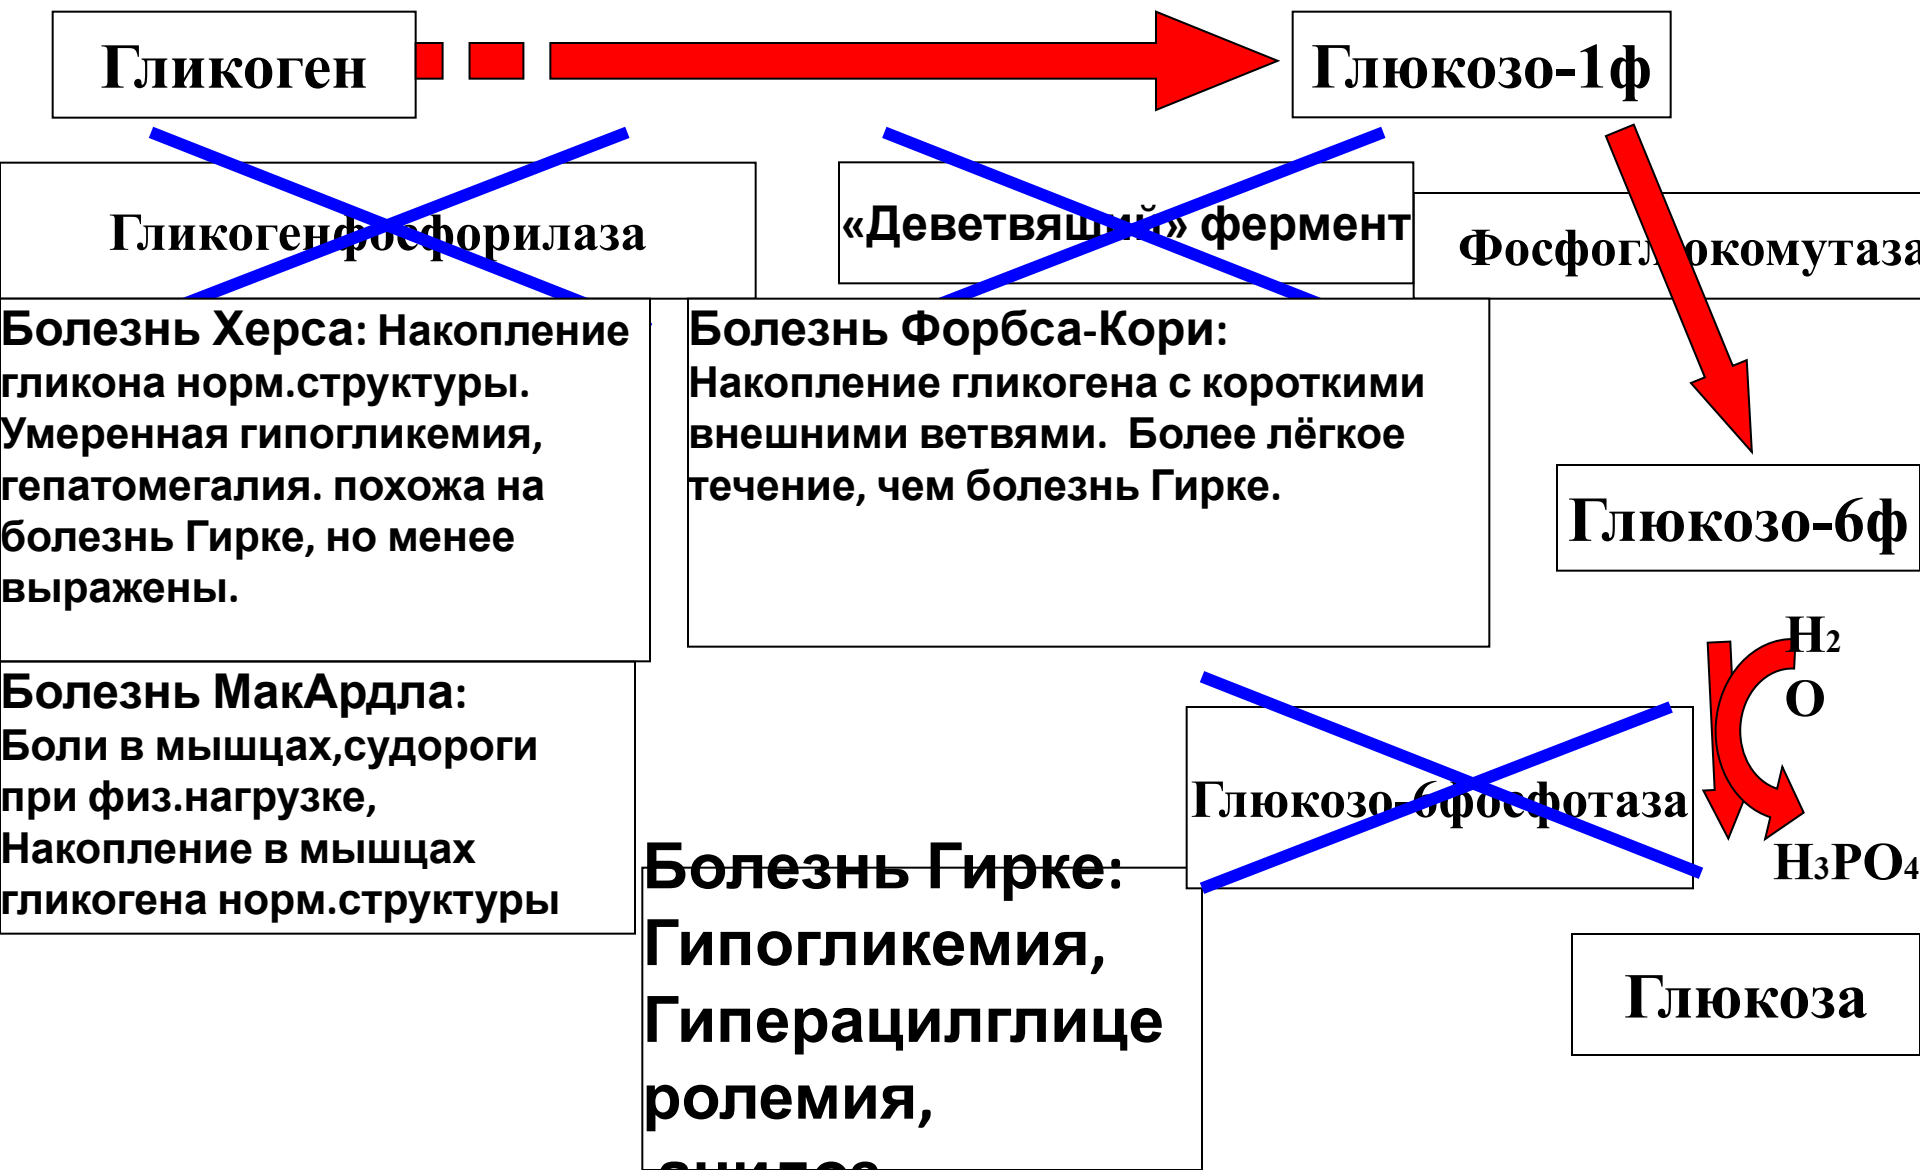 Гликоген
Глюкозо-1ф
Гликогенфосфорилаза
«Деветвящий» фермент
Фосфоглюкомутаза
Болезнь Херса: Накопление
гликона норм.структуры.
Умеренная гипогликемия,
гепатомегалия. похожа на
болезнь Гирке, но менее
выражены.
Болезнь Форбса-Кори:
Накопление гликогена с короткими
внешними ветвями. Более лёгкое
течение, чем болезнь Гирке.
Глюкозо-6ф
H2
O
Болезнь МакАрдла:
Боли в мышцах,судороги
при физ.нагрузке,
Накопление в мышцах
гликогена норм.структуры
Глюкозо-6фосфотаза
H3PO4
Болезнь Гирке:
Гипогликемия,
Гиперацилглице
ролемия,
Глюкоза